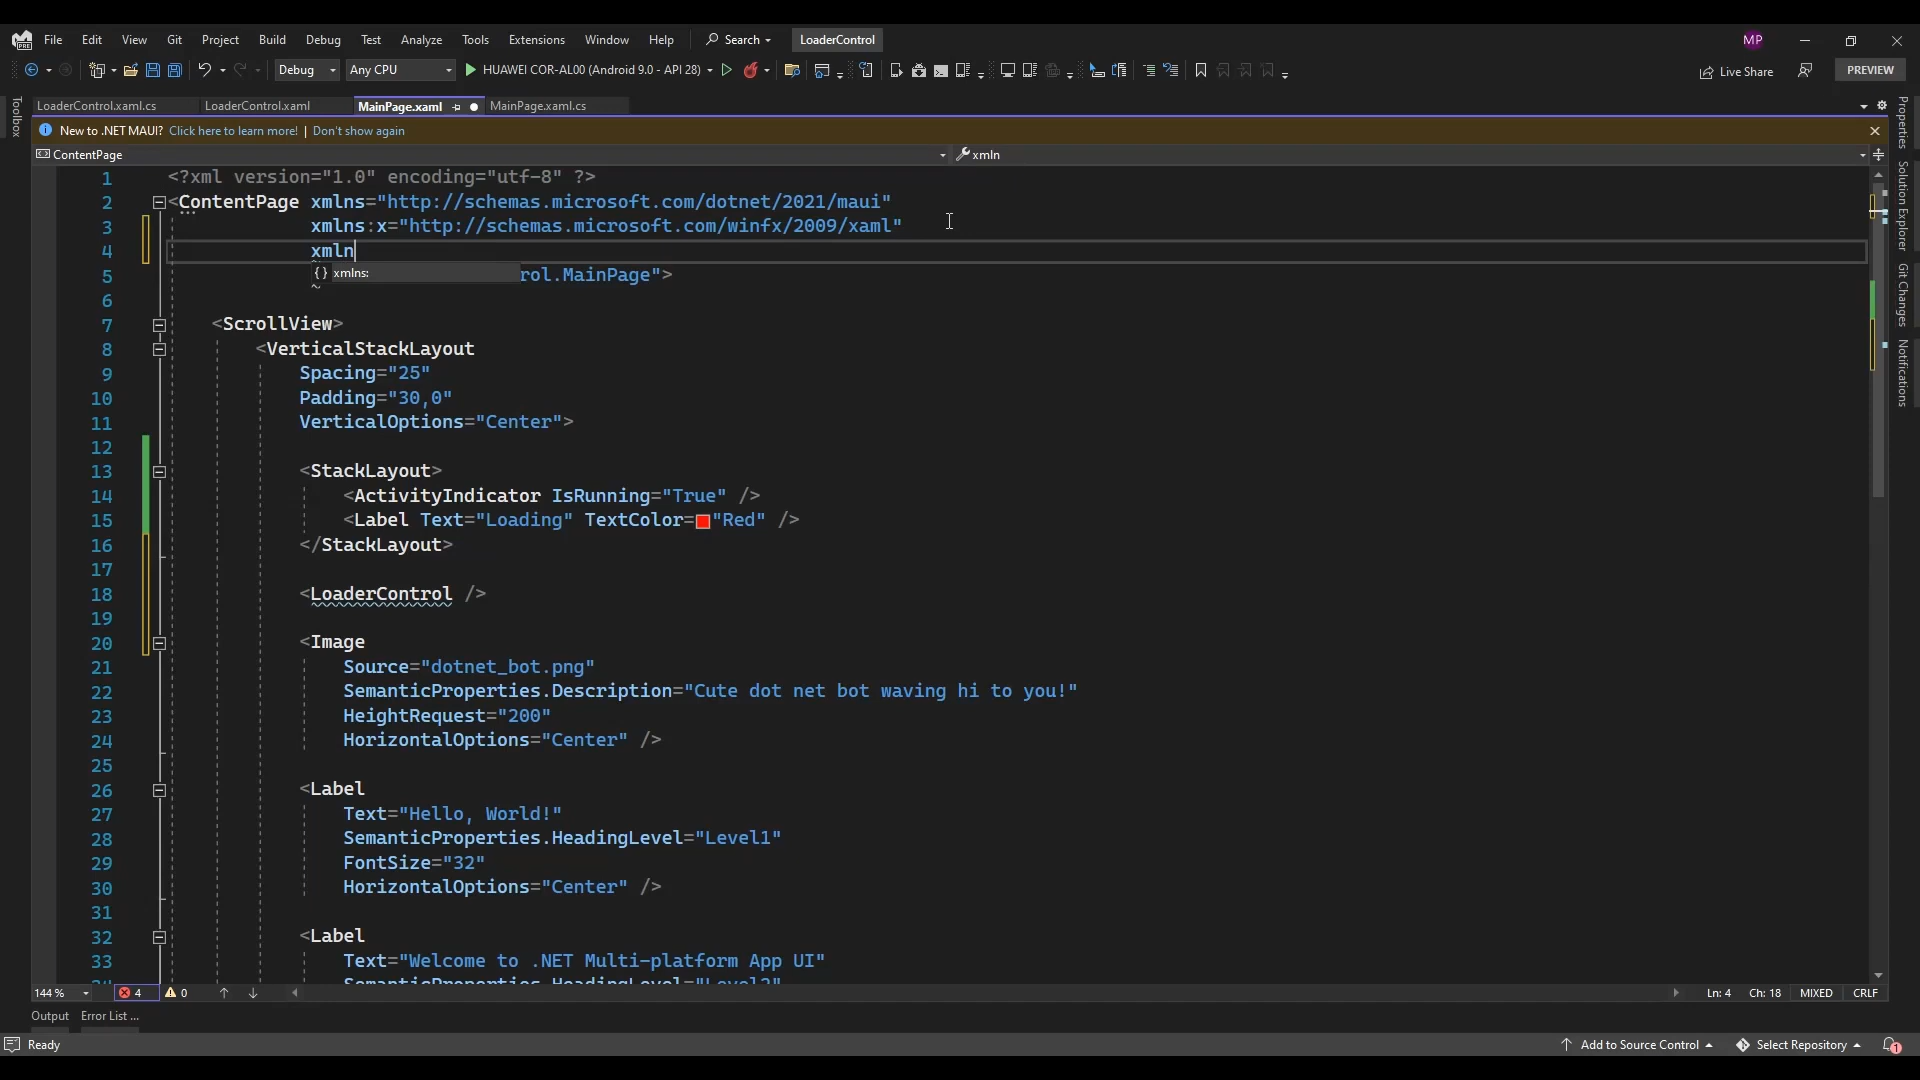 File Edit View Git Project Build Debug Test Analyze Tools Extensions Window Help Search LoaderControl MP
Debug Any CPU HUAWEI COR-AL00 (Android 9.0 - API 28) Live Share PREVIEW
LoaderControl.xaml.cs LoaderControl.xaml MainPage.xaml MainPage.xaml.cs
New to .NET MAUI? Click here to learn more! | Don't show again
ContentPage xmln
Toolbox
Properties
Solution Explorer
Git Changes
Notifications
1 <?xml version="1.0" encoding="utf-8" ?>
2 <ContentPage xmlns="http://schemas.microsoft.com/dotnet/2021/maui"
3 xmlns:x="http://schemas.microsoft.com/winfx/2009/xaml"
4 xmln
{} xmlns:
5 rol.MainPage">
6
7 <ScrollView>
8 <VerticalStackLayout
9 Spacing="25"
10 Padding="30,0"
11 VerticalOptions="Center">
12
13 <StackLayout>
14 <ActivityIndicator IsRunning="True" />
15 <Label Text="Loading" TextColor="Red" />
16 </StackLayout>
17
18 <LoaderControl />
19
20 <Image
21 Source="dotnet_bot.png"
22 SemanticProperties.Description="Cute dot net bot waving hi to you!"
23 HeightRequest="200"
24 HorizontalOptions="Center" />
25
26 <Label
27 Text="Hello, World!"
28 SemanticProperties.HeadingLevel="Level1"
29 FontSize="32"
30 HorizontalOptions="Center" />
31
32 <Label
33 Text="Welcome to .NET Multi-platform App UI"
144 % 4 0 Ln: 4 Ch: 18 MIXED CRLF
Output Error List ...
Ready Add to Source Control Select Repository 1